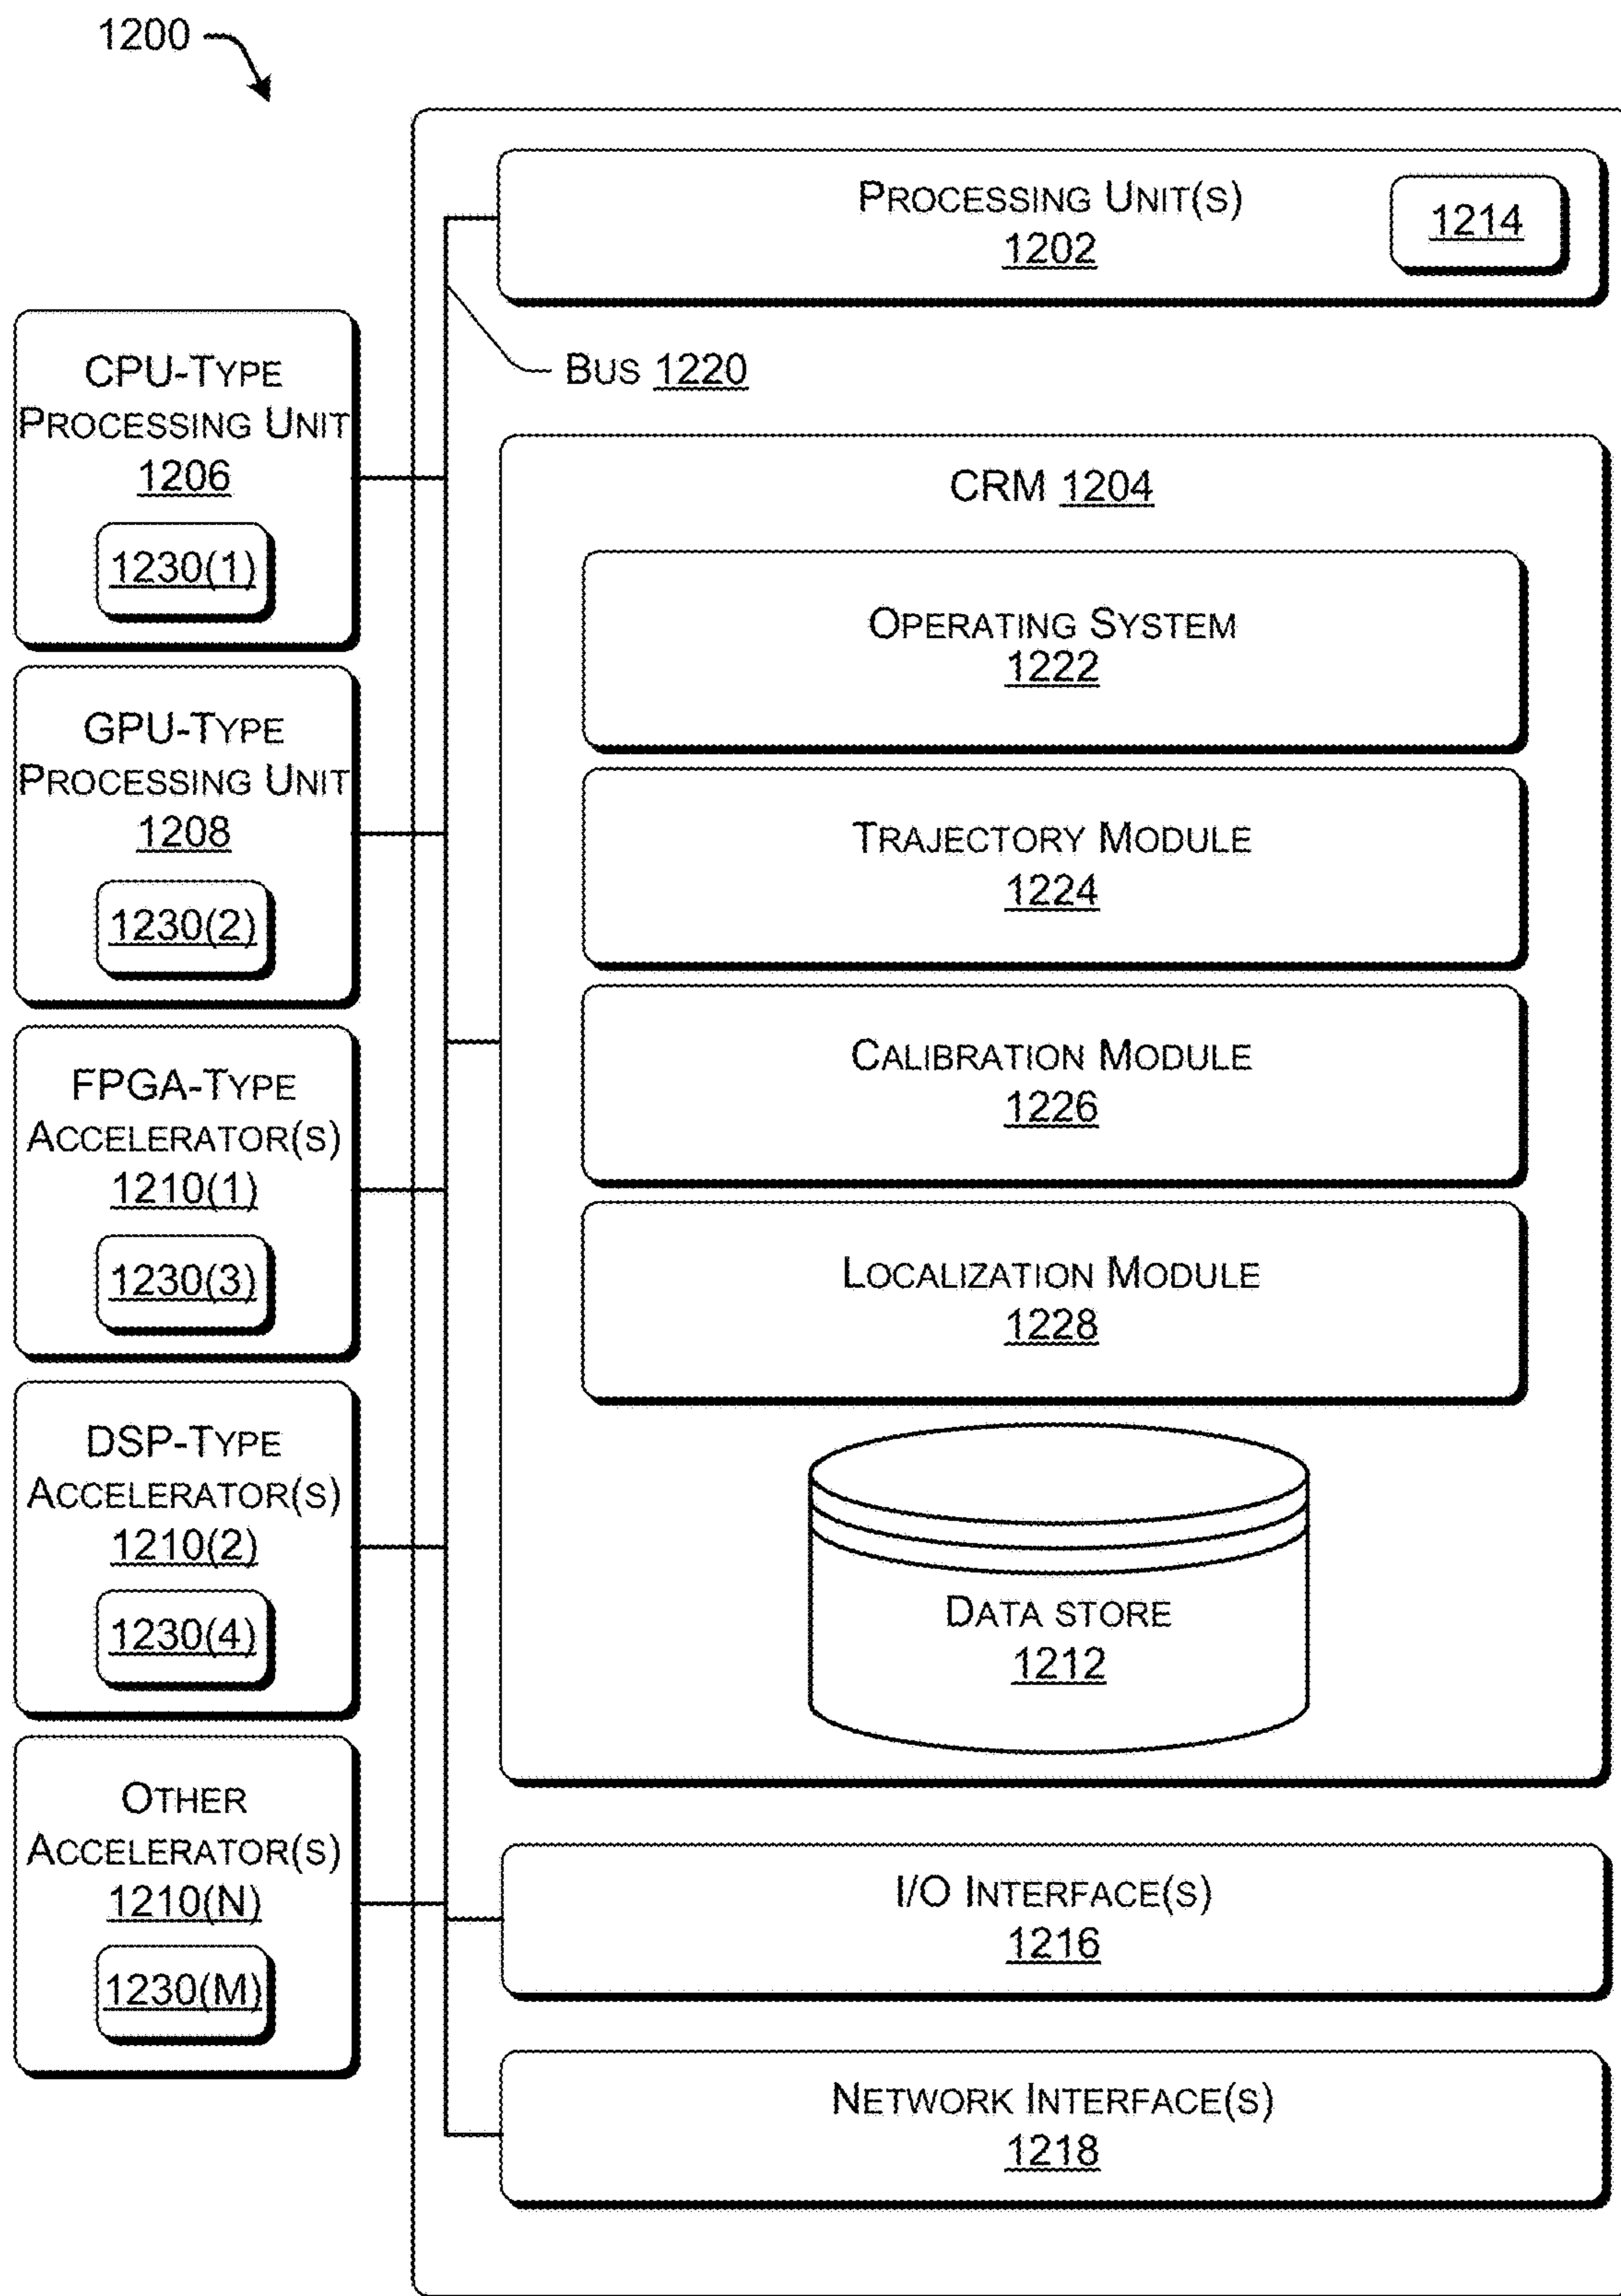 1200
PROCESSING UNIT(S)
1202
1214
BUS 1220
CPU-TYPE
PROCESSING UNIT
1206
1230(1)
GPU-TYPE
PROCESSING UNIT
1208
1230(2)
FPGA-TYPE
ACCELERATOR(S)
1210(1)
1230(3)
DSP-TYPE
ACCELERATOR(S)
1210(2)
1230(4)
OTHER
ACCELERATOR(S)
1210(N)
1230(M)
CRM 1204
OPERATING SYSTEM
1222
TRAJECTORY MODULE
1224
CALIBRATION MODULE
1226
LOCALIZATION MODULE
1228
DATA STORE
1212
I/O INTERFACE(S)
1216
NETWORK INTERFACE(S)
1218